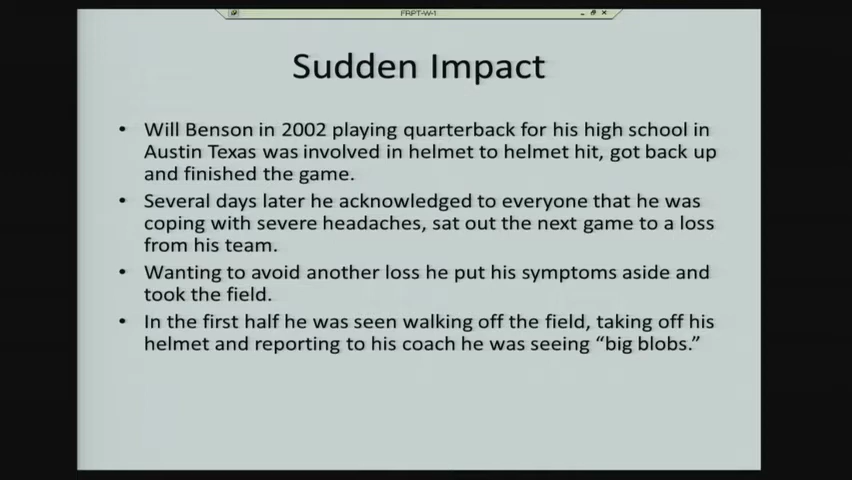 FRPT-W-1
Sudden Impact
• Will Benson in 2002 playing quarterback for his high school in
Austin Texas was involved in helmet to helmet hit, got back up
and finished the game.
• Several days later he acknowledged to everyone that he was
coping with severe headaches, sat out the next game to a loss
from his team.
• Wanting to avoid another loss he put his symptoms aside and
took the field.
• In the first half he was seen walking off the field, taking off his
helmet and reporting to his coach he was seeing “big blobs.”